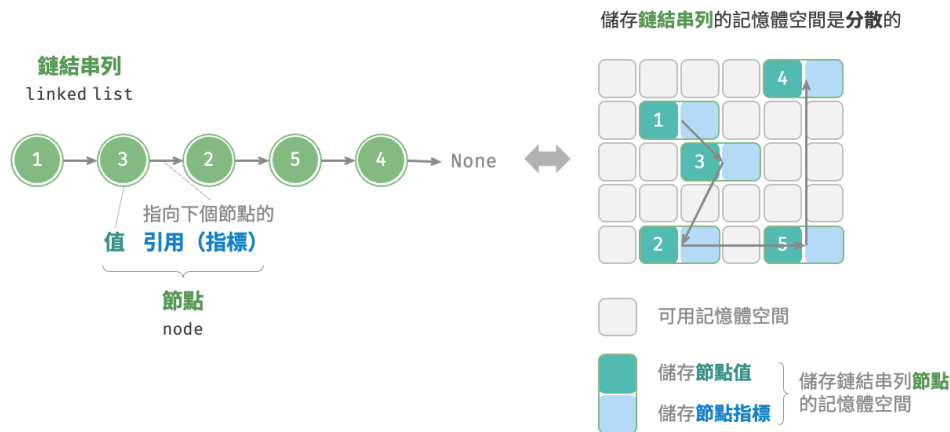 儲存鏈結串列的記憶體空間是分散的
鏈結串列
linked list
1
3
2
5
4
None
指向下個節點的
值
引用（指標）
節點
node
4
1
3
2
5
可用記憶體空間
儲存節點值
儲存節點指標
儲存鏈結串列節點
的記憶體空間